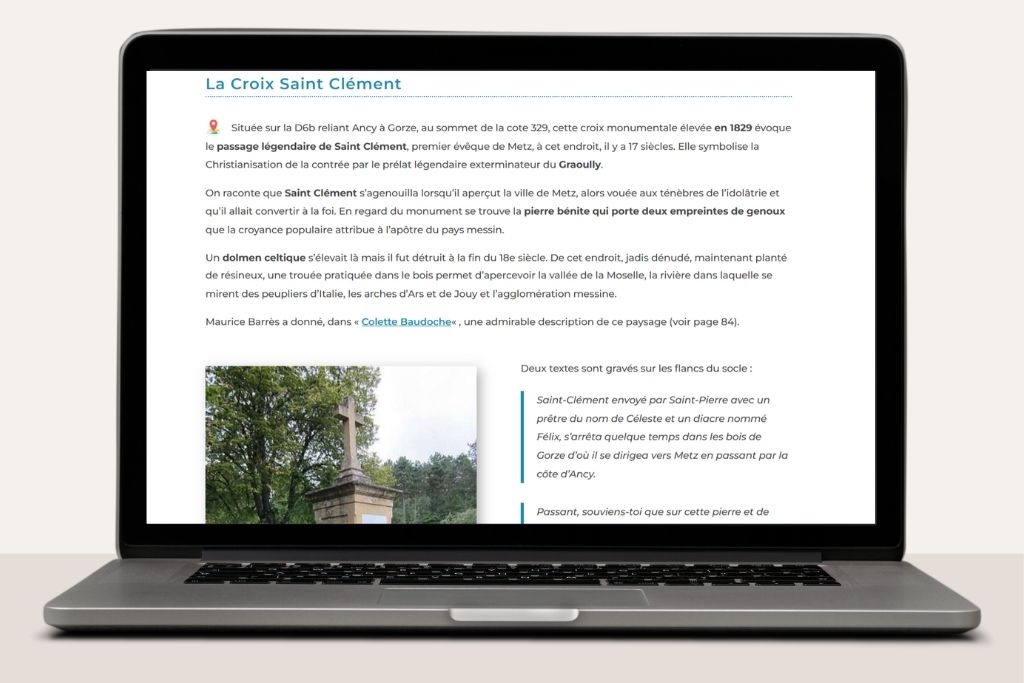 La Croix Saint Clément
Située sur la D6b reliant Ancy à Gorze, au sommet de la cote 329, cette croix monumentale élevée en 1829 évoque
le passage légendaire de Saint Clément, premier évêque de Metz, à cet endroit, il y a 17 siècles. Elle symbolise la
Christianisation de la contrée par le prélat légendaire exterminateur du Graoully.
On raconte que Saint Clément s'agenouilla lorsqu'il aperçut la ville de Metz, alors vouée aux ténèbres de l'idolâtrie et
qu'il allait convertir à la foi. En regard du monument se trouve la pierre bénite qui porte deux empreintes de genoux
que la croyance populaire attribue à l'apôtre du pays messin.
Un dolmen celtique s'élevait là mais il fut détruit à la fin du 18e siècle. De cet endroit, jadis dénudé, maintenant planté
de résineux, une trouée pratiquée dans le bois permet d'apercevoir la vallée de la Moselle, la rivière dans laquelle se
mirent des peupliers d'Italie, les arches d'Ars et de Jouy et l'agglomération messine.
Maurice Barrès a donné, dans « Colette Baudoche« , une admirable description de ce paysage (voir page 84).
Deux textes sont gravés sur les flancs du socle :
Saint-Clément envoyé par Saint-Pierre avec un
prêtre du nom de Céleste et un diacre nommé
Félix, s'arrêta quelque temps dans les bois de
Gorze d'où il se dirigea vers Metz en passant par la
côte d'Ancy.
Passant, souviens-toi que sur cette pierre et de